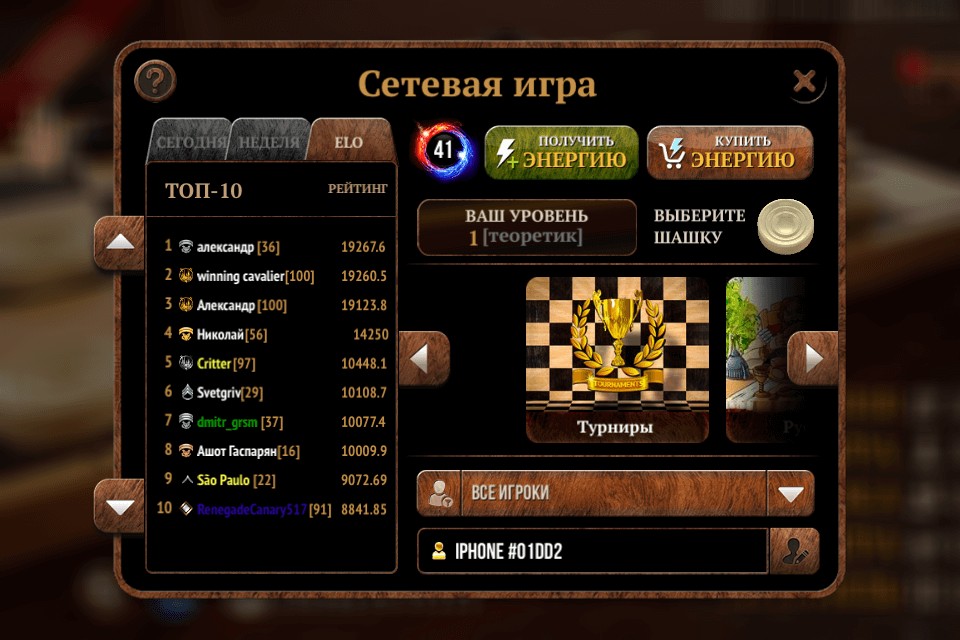 ?
Сетевая игра
СЕГОДНЯ НЕДЕЛЯ ELO
41
ПОЛУЧИТЬ
ЭНЕРГИЮ
КУПИТЬ
ЭНЕРГИЮ
ТОП-10 РЕЙТИНГ
ВАШ УРОВЕНЬ
1 [теоретик]
ВЫБЕРИТЕ
ШАШКУ
1 александр [36] 19267.6
2 winning cavalier[100] 19260.5
3 Александр[100] 19123.8
4 Николай[56] 14250
5 Critter[97] 10448.1
6 Svetgriv[29] 10108.7
7 dmitr_grsm [37] 10077.4
8 Ашот Гаспарян[16] 10009.9
9 São Paulo [22] 9072.69
10 RenegadeCanary517[91] 8841.85
TOURNAMENTS
Турниры
ВСЕ ИГРОКИ
IPHONE #01DD2